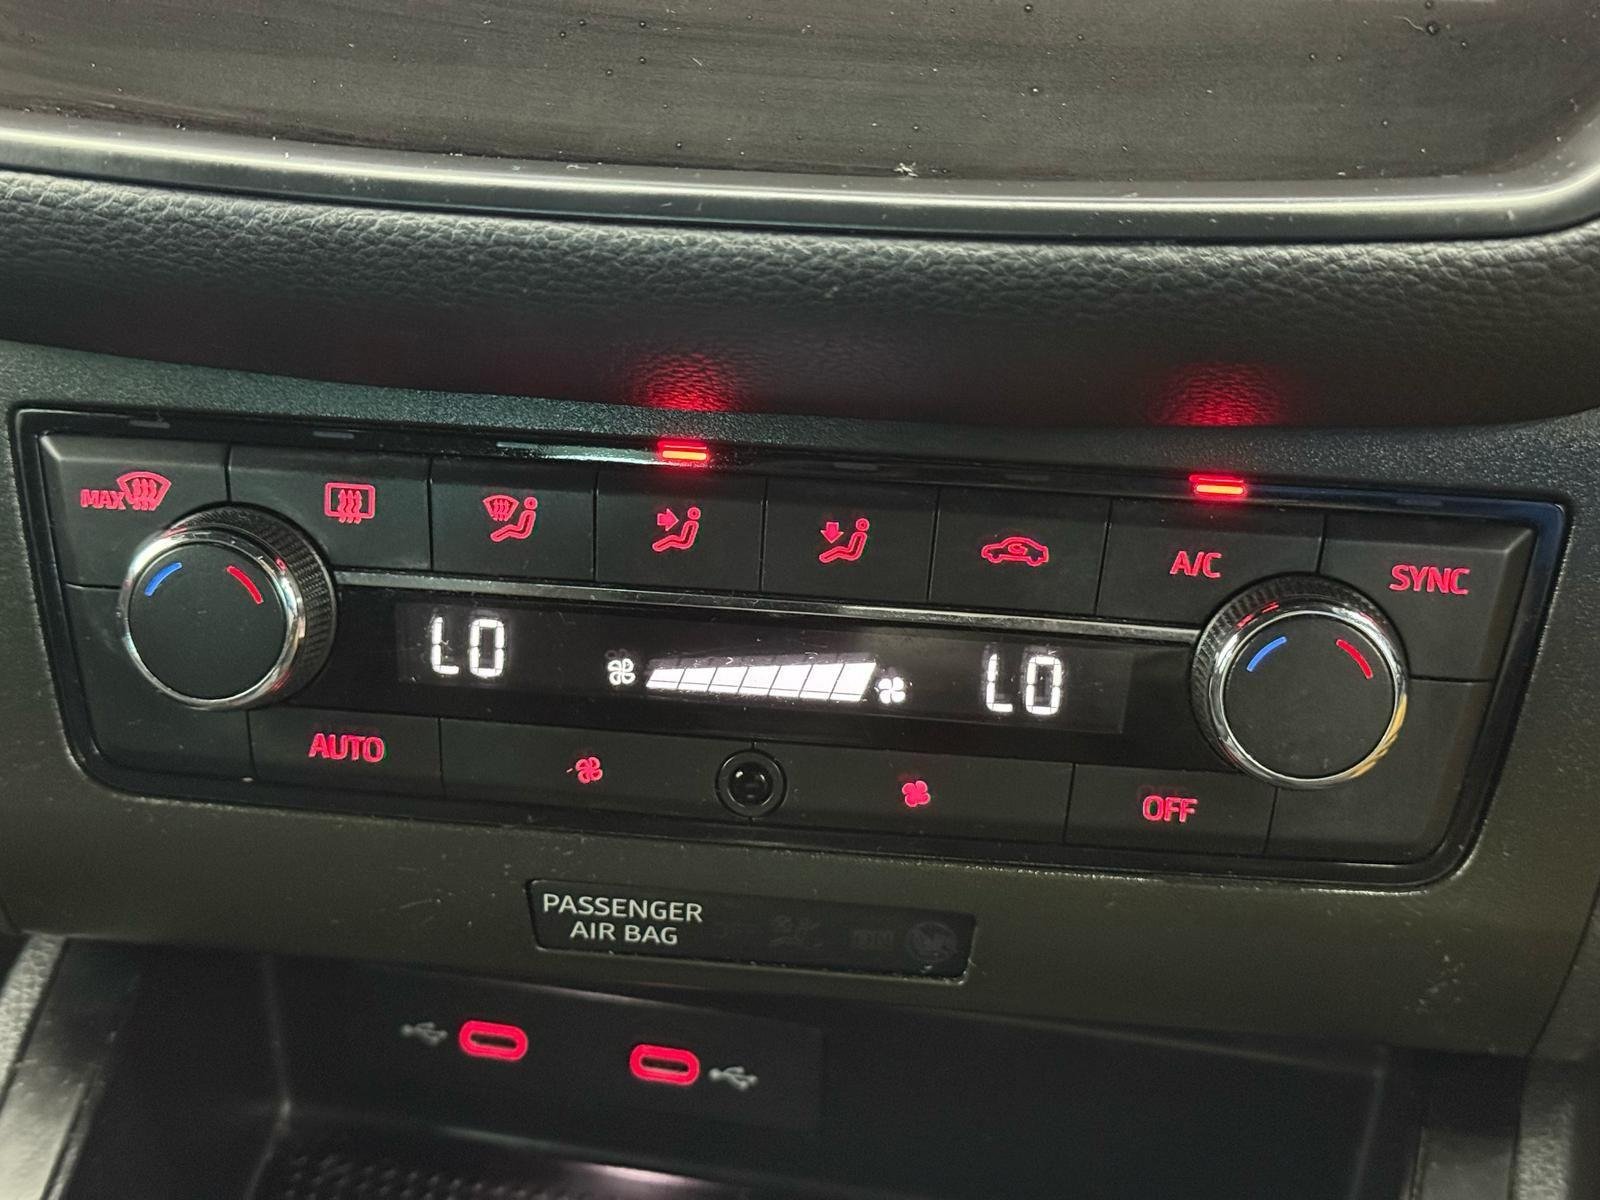 MAX
A/C
SYNC
LO
LO
AUTO
OFF
PASSENGER
AIR BAG